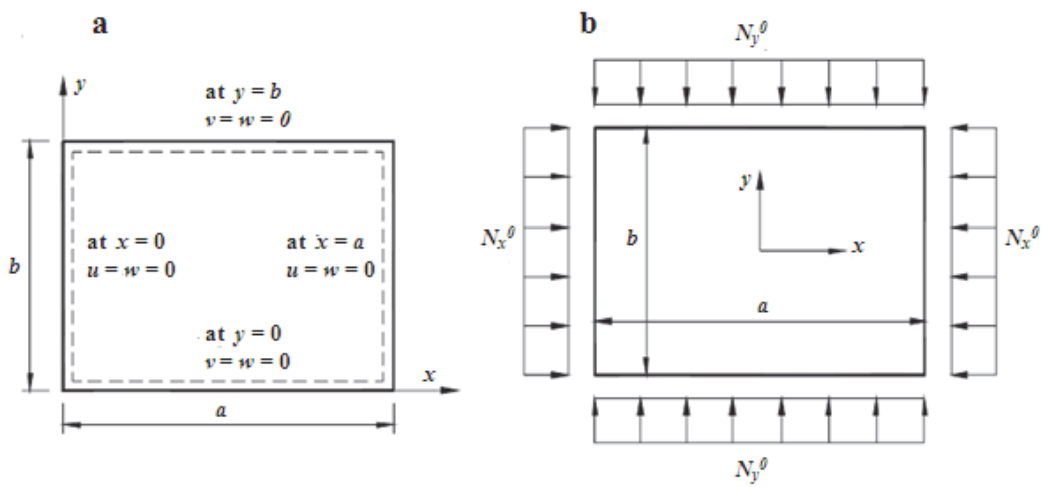 a
y
at y = b
v = w = 0
at x = 0
u = w = 0
at x = a
u = w = 0
b
at y = 0
v = w = 0
x
a
b
N_y^0
N_x^0
y
x
b
a
N_x^0
N_y^0